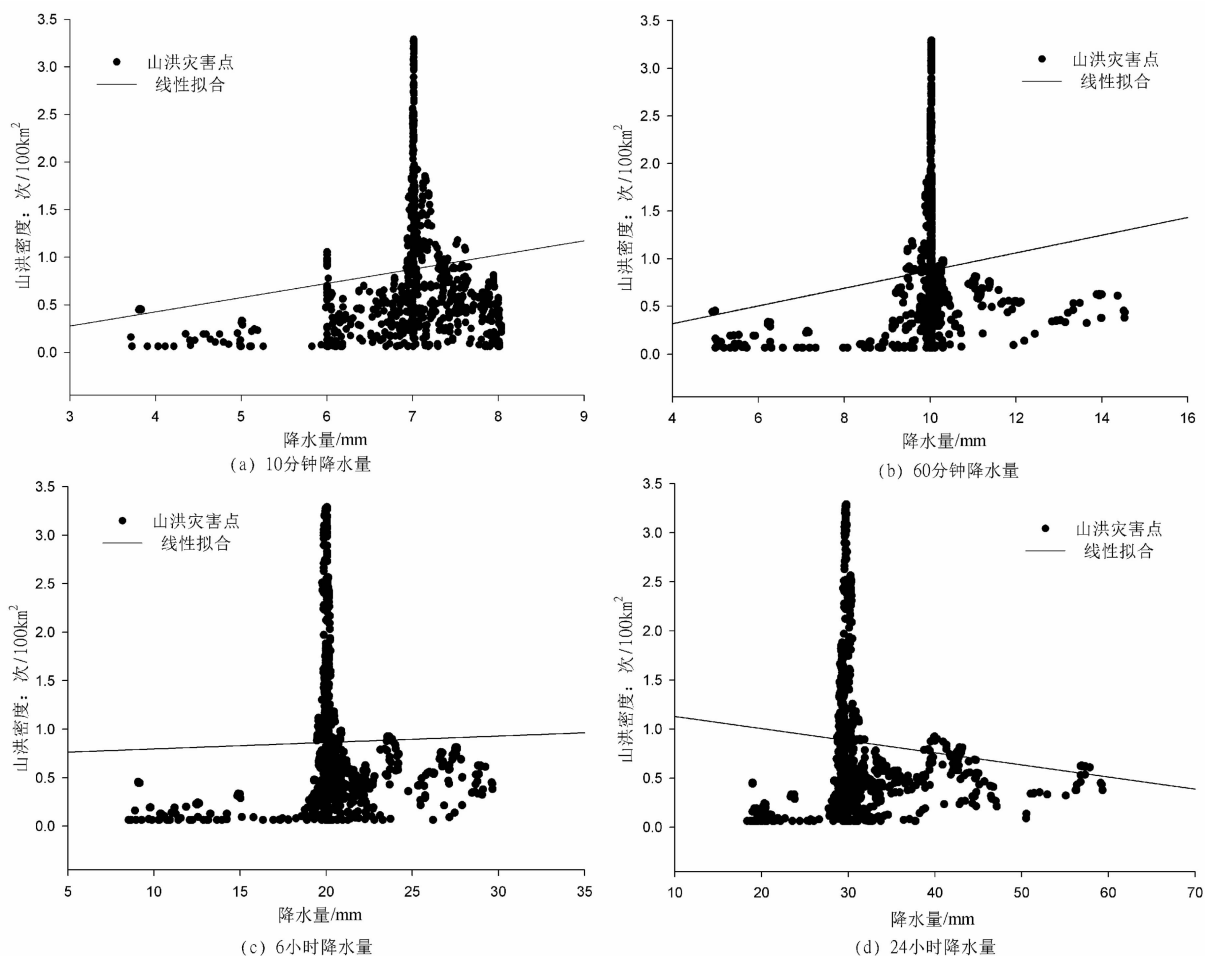 3.5
3.0
2.5
2.0
1.5
1.0
0.5
0.0
山洪密度：次/100km²
山洪灾害点
线性拟合
3 4 5 6 7 8 9
降水量/mm
(a) 10分钟降水量
3.5
3.0
2.5
2.0
1.5
1.0
0.5
0.0
山洪密度：次/100km²
山洪灾害点
线性拟合
4 6 8 10 12 14 16
降水量/mm
(b) 60分钟降水量
3.5
3.0
2.5
2.0
1.5
1.0
0.5
0.0
山洪密度：次/100km²
山洪灾害点
线性拟合
5 10 15 20 25 30 35
降水量/mm
(c) 6小时降水量
3.5
3.0
2.5
2.0
1.5
1.0
0.5
0.0
山洪密度：次/100km²
山洪灾害点
线性拟合
10 20 30 40 50 60 70
降水量/mm
(d) 24小时降水量